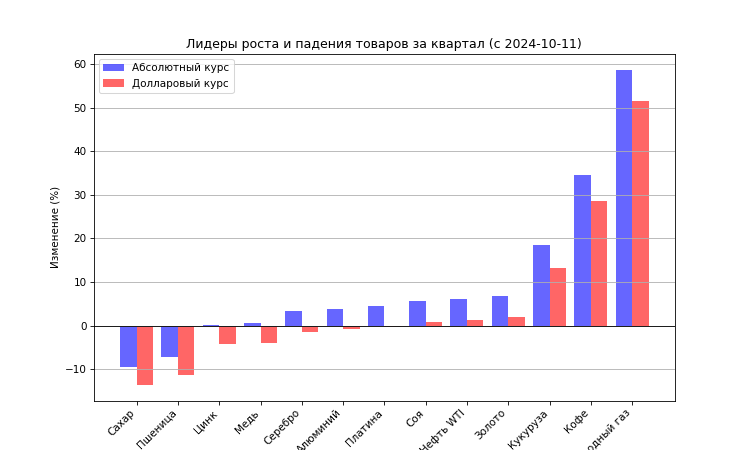 Лидеры роста и падения товаров за квартал (с 2024-10-11)
Абсолютный курс
Долларовый курс
Изменение (%)
60
50
40
30
20
10
0
−10
Сахар
Пшеница
Цинк
Медь
Серебро
Алюминий
Платина
Соя
Нефть WTI
Золото
Кукуруза
Кофе
газ